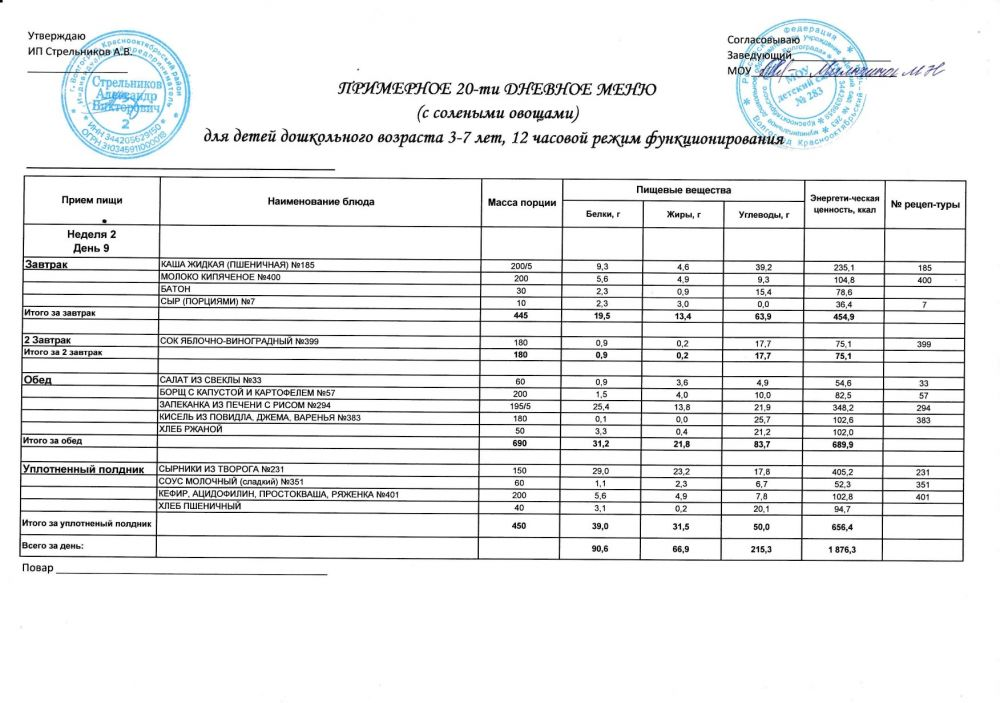 Утверждаю
ИП Стрельников А.В.
Согласовываю
Заведующий
МОУ
г. Волгоград Краснооктябрьский район
Индивидуальный предприниматель
Стрельников
Александр
Викторович
2
ИНН 344205629150
ОГРН 310345911000018
МОУ
детский сад
№ 283
ПРИМЕРНОЕ 20-ти ДНЕВНОЕ МЕНЮ
(с солеными овощами)
для детей дошкольного возраста 3-7 лет, 12 часовой режим функционирования
Прием пищи Наименование блюда Масса порции Пищевые вещества Энергети-ческая ценность, ккал № рецеп-туры
Белки, г Жиры, г Углеводы, г
Неделя 2
День 9
Завтрак КАША ЖИДКАЯ (ПШЕНИЧНАЯ) №185 200/5 9,3 4,6 39,2 235,1 185
МОЛОКО КИПЯЧЕНОЕ №400 200 5,6 4,9 9,3 104,8 400
БАТОН 30 2,3 0,9 15,4 78,6
СЫР (ПОРЦИЯМИ) №7 10 2,3 3,0 0,0 36,4 7
Итого за завтрак 445 19,5 13,4 63,9 454,9
2 Завтрак СОК ЯБЛОЧНО-ВИНОГРАДНЫЙ №399 180 0,9 0,2 17,7 75,1 399
Итого за 2 завтрак 180 0,9 0,2 17,7 75,1
Обед САЛАТ ИЗ СВЕКЛЫ №33 60 0,9 3,6 4,9 54,6 33
БОРЩ С КАПУСТОЙ И КАРТОФЕЛЕМ №57 200 1,5 4,0 10,0 82,5 57
ЗАПЕКАНКА ИЗ ПЕЧЕНИ С РИСОМ №294 195/5 25,4 13,8 21,9 348,2 294
КИСЕЛЬ ИЗ ПОВИДЛА, ДЖЕМА, ВАРЕНЬЯ №383 180 0,1 0,0 25,7 102,6 383
ХЛЕБ РЖАНОЙ 50 3,3 0,4 21,2 102,0
Итого за обед 690 31,2 21,8 83,7 689,9
Уплотненный полдник СЫРНИКИ ИЗ ТВОРОГА №231 150 29,0 23,2 17,8 405,2 231
СОУС МОЛОЧНЫЙ (сладкий) №351 60 1,1 2,3 6,7 52,3 351
КЕФИР, АЦИДОФИЛИН, ПРОСТОКВАША, РЯЖЕНКА №401 200 5,6 4,9 7,8 102,8 401
ХЛЕБ ПШЕНИЧНЫЙ 40 3,1 0,2 20,1 94,7
Итого за уплотненый полдник 450 39,0 31,5 50,0 656,4
Всего за день: 90,6 66,9 215,3 1 876,3
Повар